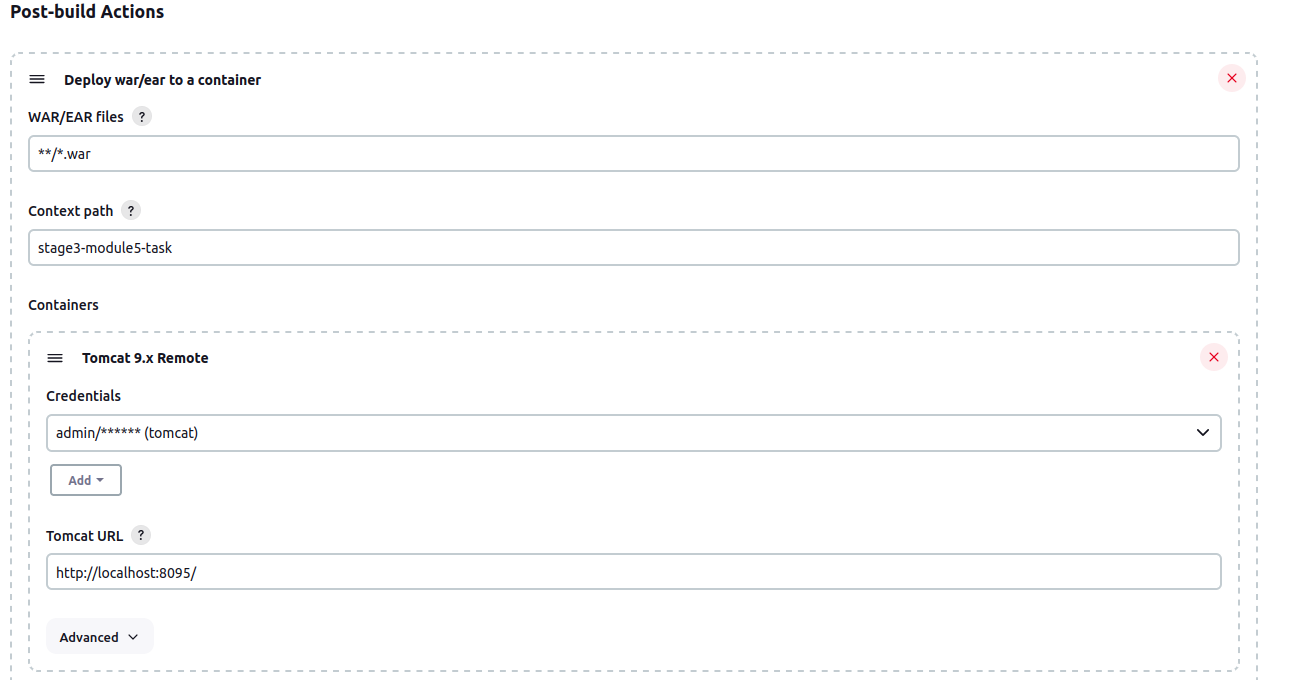 Post-build Actions
Deploy war/ear to a container
WAR/EAR files ?
**/*.war
Context path ?
stage3-module5-task
Containers
Tomcat 9.x Remote
Credentials
admin/****** (tomcat)
Add
Tomcat URL ?
http://localhost:8095/
Advanced